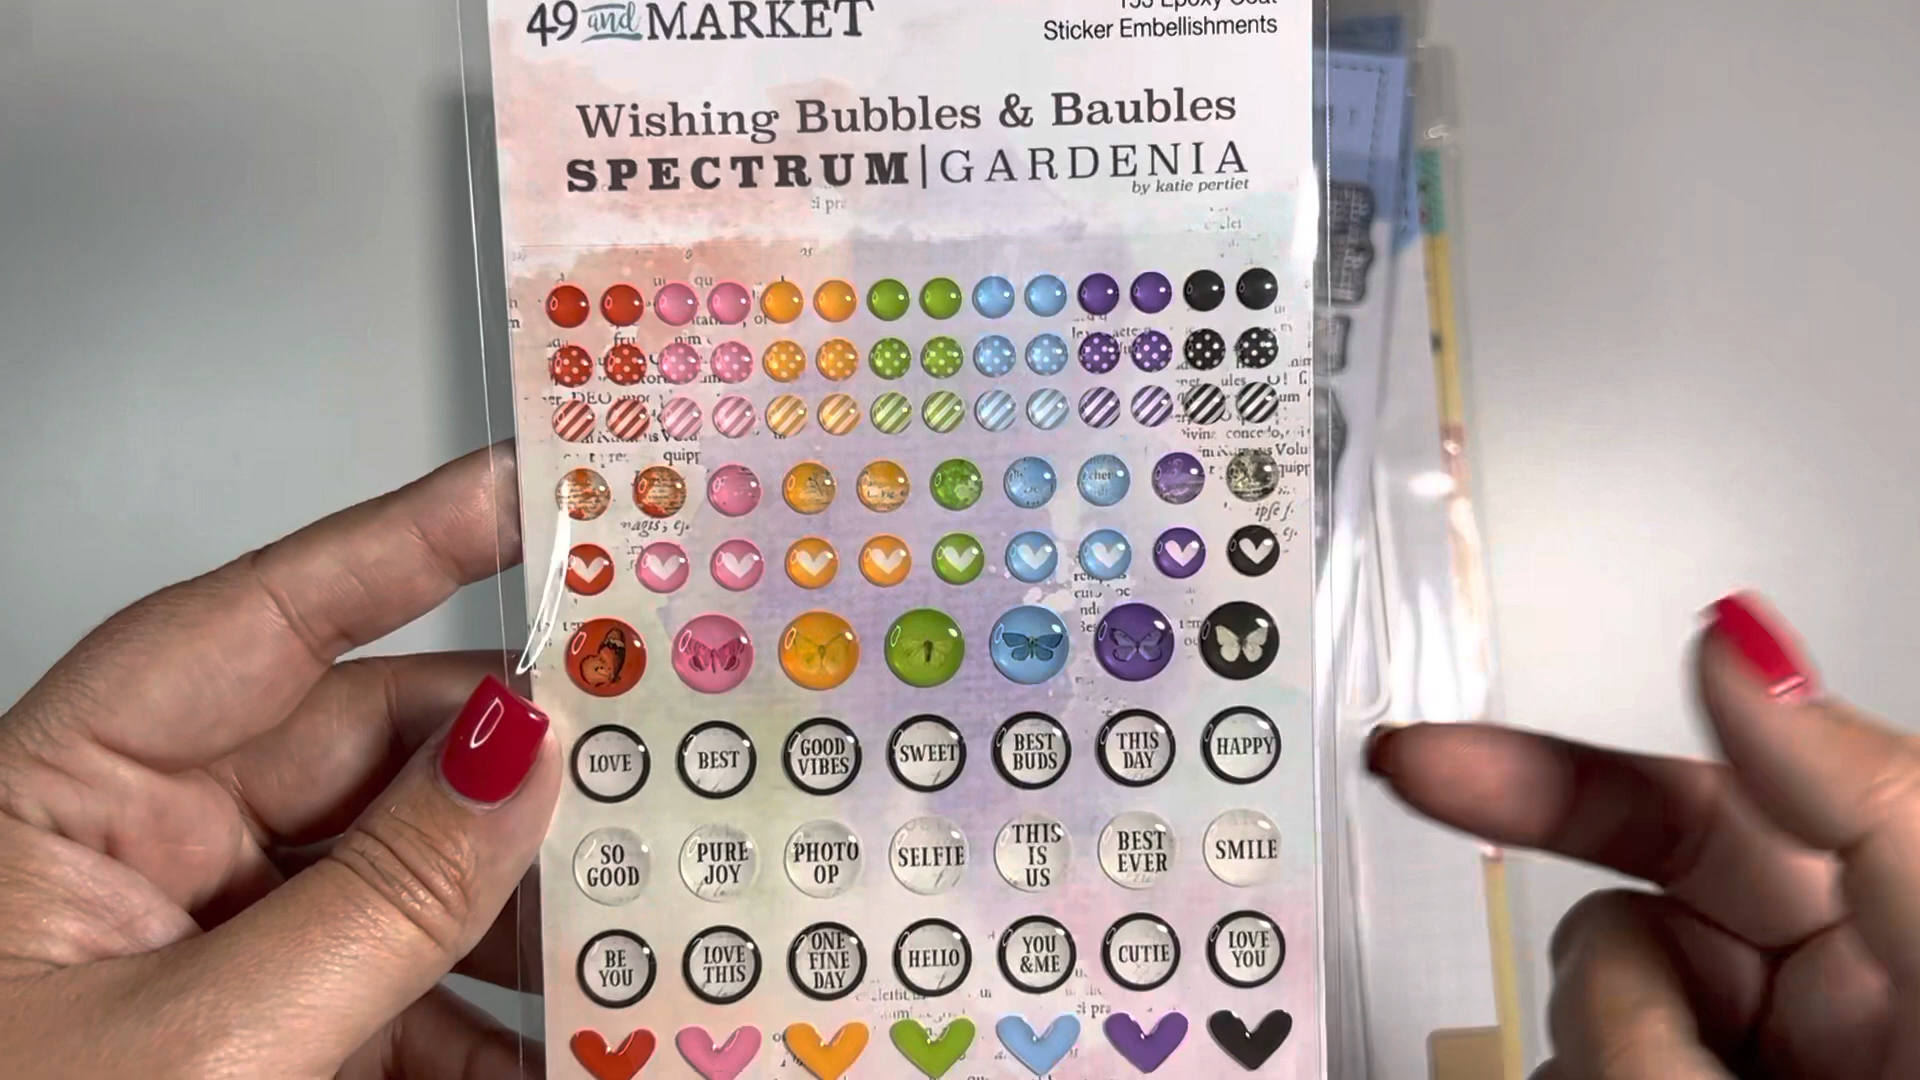 49 and MARKET
Epoxy Coat
Sticker Embellishments
Wishing Bubbles & Baubles
SPECTRUM|GARDENIA
by katie pertiet
LOVE
BEST
GOOD
VIBES
SWEET
BEST
BUDS
THIS
DAY
HAPPY
SO
GOOD
PURE
JOY
PHOTO
OP
SELFIE
THIS
IS
US
BEST
EVER
SMILE
BE
YOU
LOVE
THIS
ONE
FINE
DAY
HELLO
YOU
&ME
CUTIE
LOVE
YOU